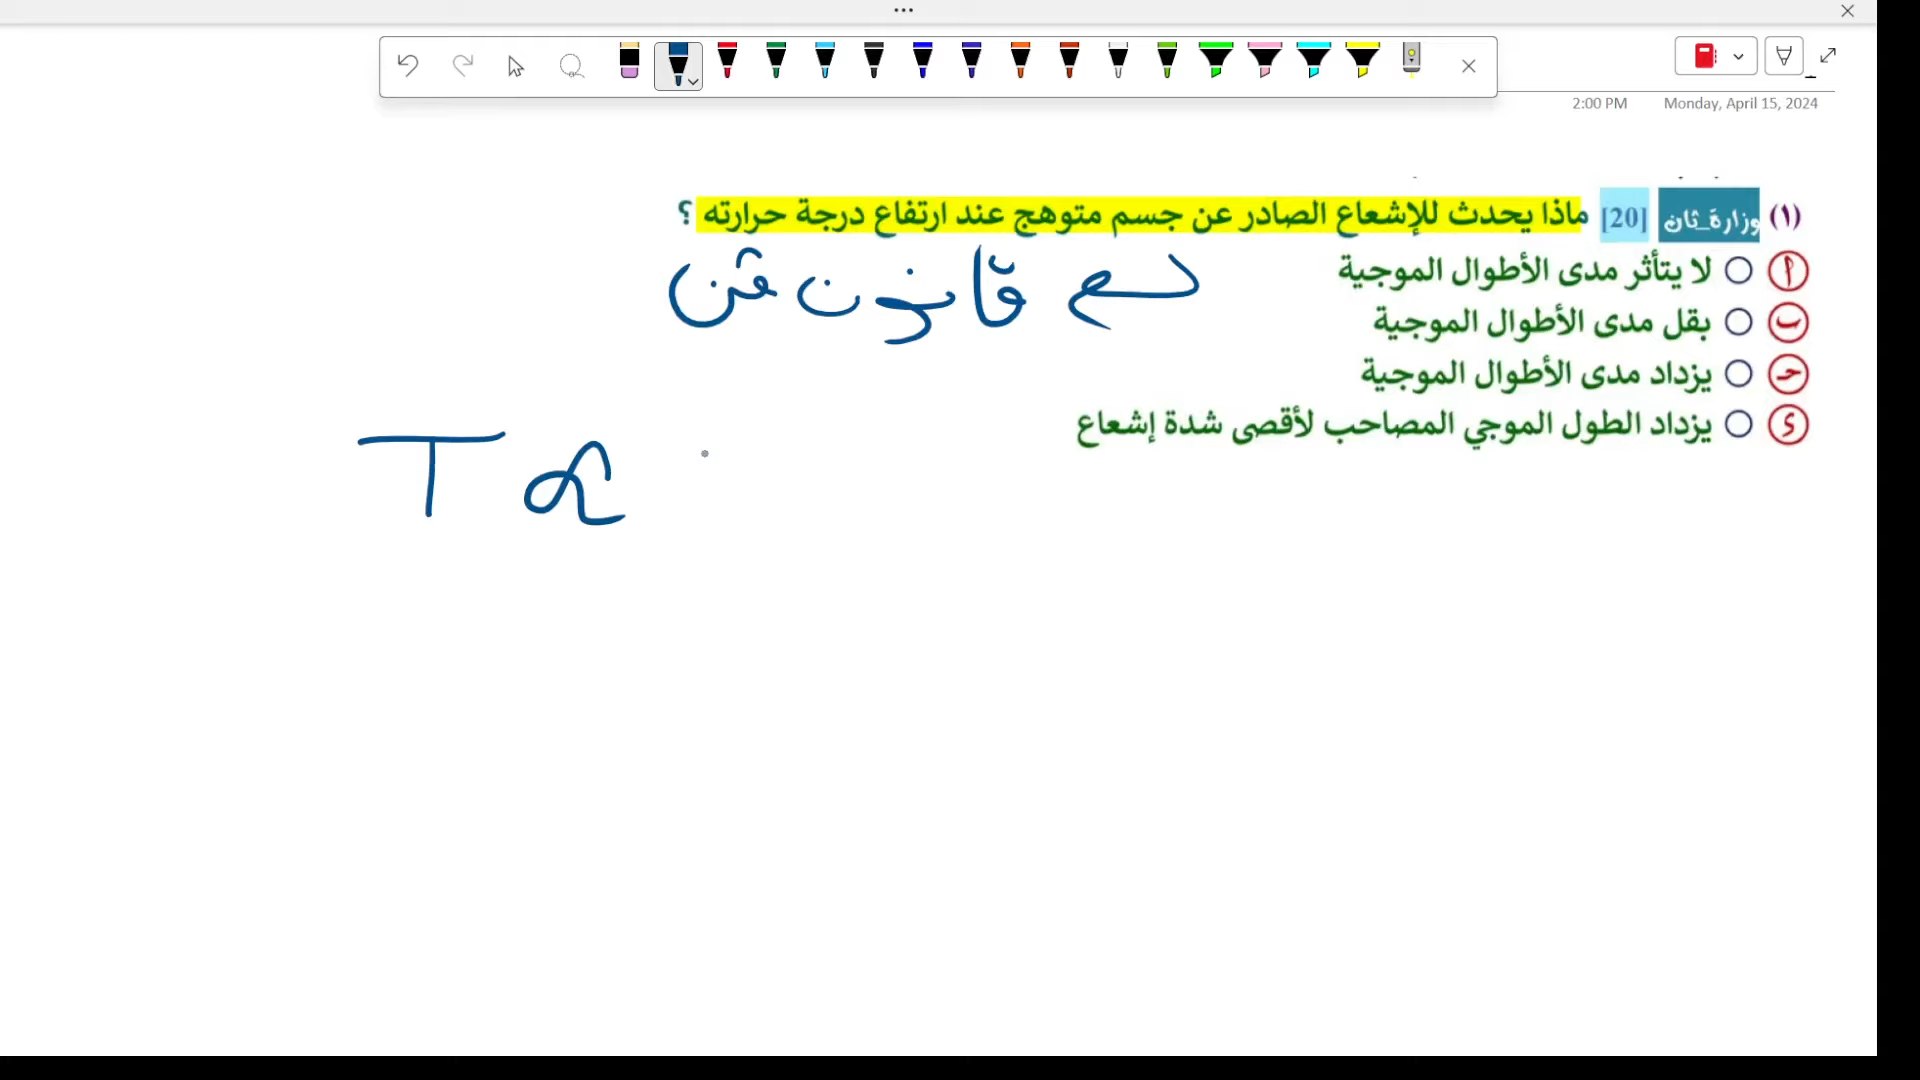 2:00 PM Monday, April 15, 2024
(١) وزارة_ثان [20] ماذا يحدث للإشعاع الصادر عن جسم متوهج عند ارتفاع درجة حرارته ؟
أ لا يتأثر مدى الأطوال الموجية
ب يقل مدى الأطوال الموجية
حـ يزداد مدى الأطوال الموجية
د يزداد الطول الموجي المصاحب لأقصى شدة إشعاع
قانون
T α